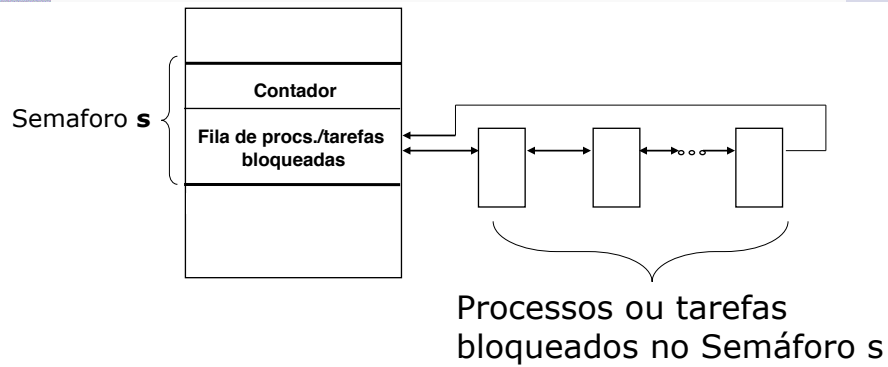 Semaforo s
Contador
Fila de procs./tarefas
bloqueadas
Processos ou tarefas
bloqueados no Semáforo s